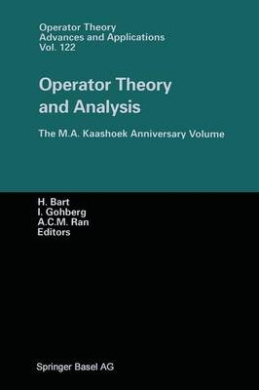 Operator Theory
Advances and Applications
Vol. 122
Operator Theory
and Analysis
The M.A. Kaashoek Anniversary Volume
H. Bart
I. Gohberg
A.C.M. Ran
Editors
Springer Basel AG